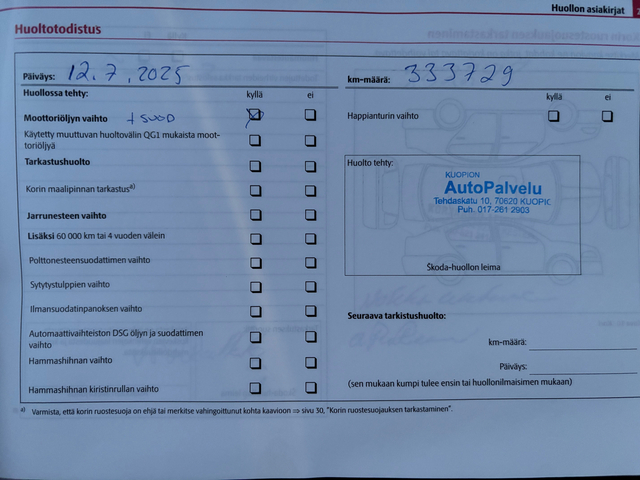 Huollon asiakirjat
Huoltotodistus
Päiväys: 12.7.2025
Huollossa tehty: kyllä ei
Moottoriöljyn vaihto + SUOD
Käytetty muuttuvan huoltovälin QG1 mukaista moot-
toriöljyä
Tarkastushuolto
Korin maalipinnan tarkastus a)
Jarrunesteen vaihto
Lisäksi 60 000 km tai 4 vuoden välein
Polttonesteensuodattimen vaihto
Sytytystulppien vaihto
Ilmansuodatinpanoksen vaihto
Automaattivaihteiston DSG öljyn ja suodattimen
vaihto
Hammashihnan vaihto
Hammashihnan kiristinrullan vaihto
km-määrä: 333729
kyllä ei
Happianturin vaihto
Huolto tehty:
KUOPION
AutoPalvelu
Tehdaskatu 10, 70620 KUOPIO
Puh. 017-261 2903
Škoda-huollon leima
Seuraava tarkistushuolto:
km-määrä:
Päiväys:
(sen mukaan kumpi tulee ensin tai huollonilmaisimen mukaan)
a) Varmista, että korin ruostesuoja on ehjä tai merkitse vahingoittunut kohta kaavioon ⇒ sivu 30, "Korin ruostesuojauksen tarkastaminen".